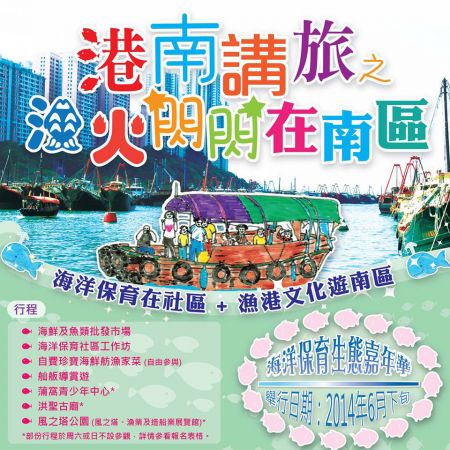 港南講旅之
漁火閃閃在南區
海洋保育在社區 + 漁港文化遊南區
行程
海鮮及魚類批發市場
海洋保育社區工作坊
自費珍寶海鮮舫漁家菜 (自由參與)
舢舨導賞遊
蒲窩青少年中心*
洪聖古廟*
風之塔公園 (風之塔、漁業及造船業展覽館)*
*部份行程於周六或日不設參觀，詳情參看報名表格。
海洋保育生態嘉年華
舉行日期：2014年6月下旬